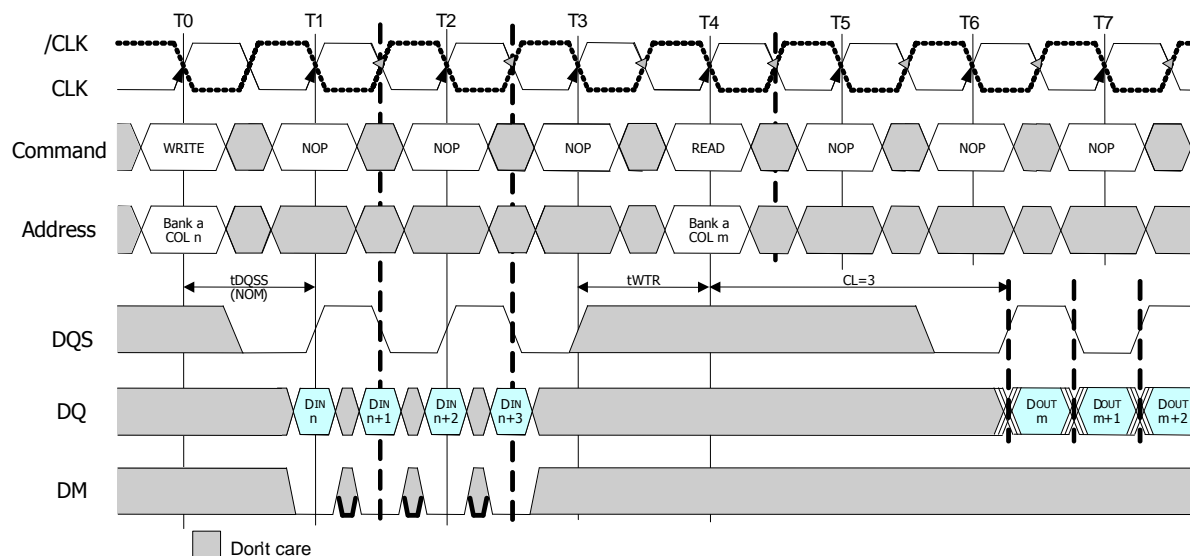 T0 T1 T2 T3 T4 T5 T6 T7
/CLK
CLK
Command WRITE NOP NOP NOP READ NOP NOP NOP
Address Bank a COL n Bank a COL m
tDQSS (NOM) tWTR CL=3
DQS
DQ DIN n DIN n+1 DIN n+2 DIN n+3 DOUT m DOUT m+1 DOUT m+2
DM
Don't care